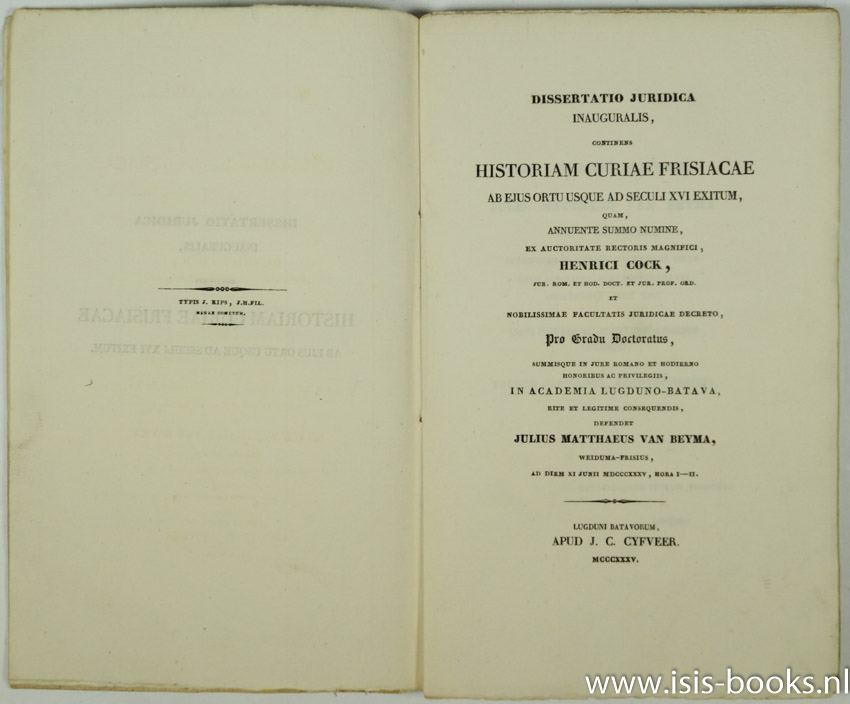 TYPIS J. KIPS, J.H.FIL.
HAGAE COMITUM.
DISSERTATIO JURIDICA
INAUGURALIS,
CONTINENS
HISTORIAM CURIAE FRISIACAE
AB EJUS ORTU USQUE AD SECULI XVI EXITUM,
QUAM,
ANNUENTE SUMMO NUMINE,
EX AUCTORITATE RECTORIS MAGNIFICI,
HENRICI COCK,
JUR. ROM. ET HOD. DOCT. ET JUR. PROF. ORD.
ET
NOBILISSIMAE FACULTATIS JURIDICAE DECRETO,
Pro Gradu Doctoratus,
SUMMISQUE IN JURE ROMANO ET HODIERNO
HONORIBUS AC PRIVILEGIIS,
IN ACADEMIA LUGDUNO-BATAVA,
RITE ET LEGITIME CONSEQUENDIS,
DEFENDET
JULIUS MATTHAEUS VAN BEYMA,
WEIDUMA-FRISIUS,
AD DIEM XI JUNII MDCCCXXXV, HORA I—II.
LUGDUNI BATAVORUM,
APUD J. C. CYFVEER.
MCCCXXXV.
www.isis-books.nl